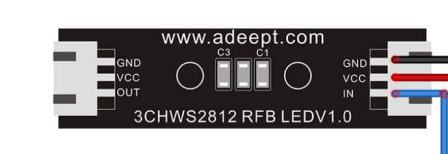 www.adeept.com
C3 C1
GND GND
VCC VCC
OUT IN
3CHWS2812 RFB LEDV1.0